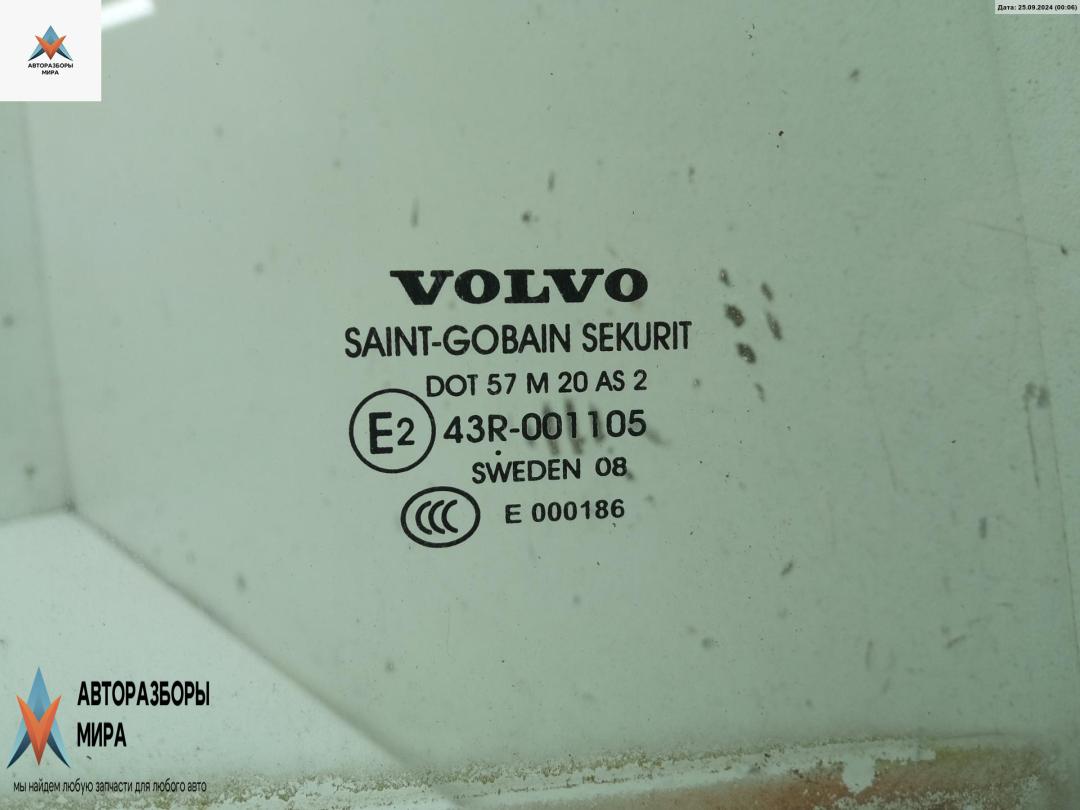 Дата: 25.09.2024 (00:06)
АВТОРАЗБОРЫ
МИРА
VOLVO
SAINT-GOBAIN SEKURIT
DOT 57 M 20 AS 2
E2 43R-001105
SWEDEN 08
CCC E 000186
АВТОРАЗБОРЫ
МИРА
мы найдем любую запчасти для любого авто